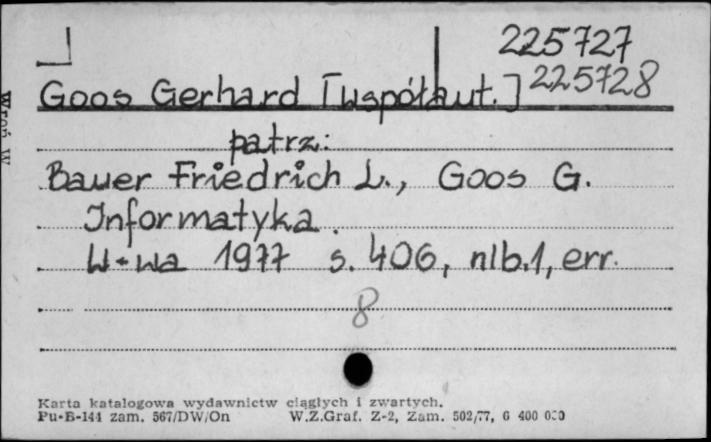 225727
Goos Gerhard [współaut.] 225728
patrz:
Bauer Friedrich L., Goos G.
Informatyka.
W-wa 1977 s. 406, nlb.1, err.
8
Karta katalogowa wydawnictw ciągłych i zwartych.
Pu-B-144 zam. 567/DW/On W.Z.Graf. Z-2, Zam. 502/77, 6 400 000